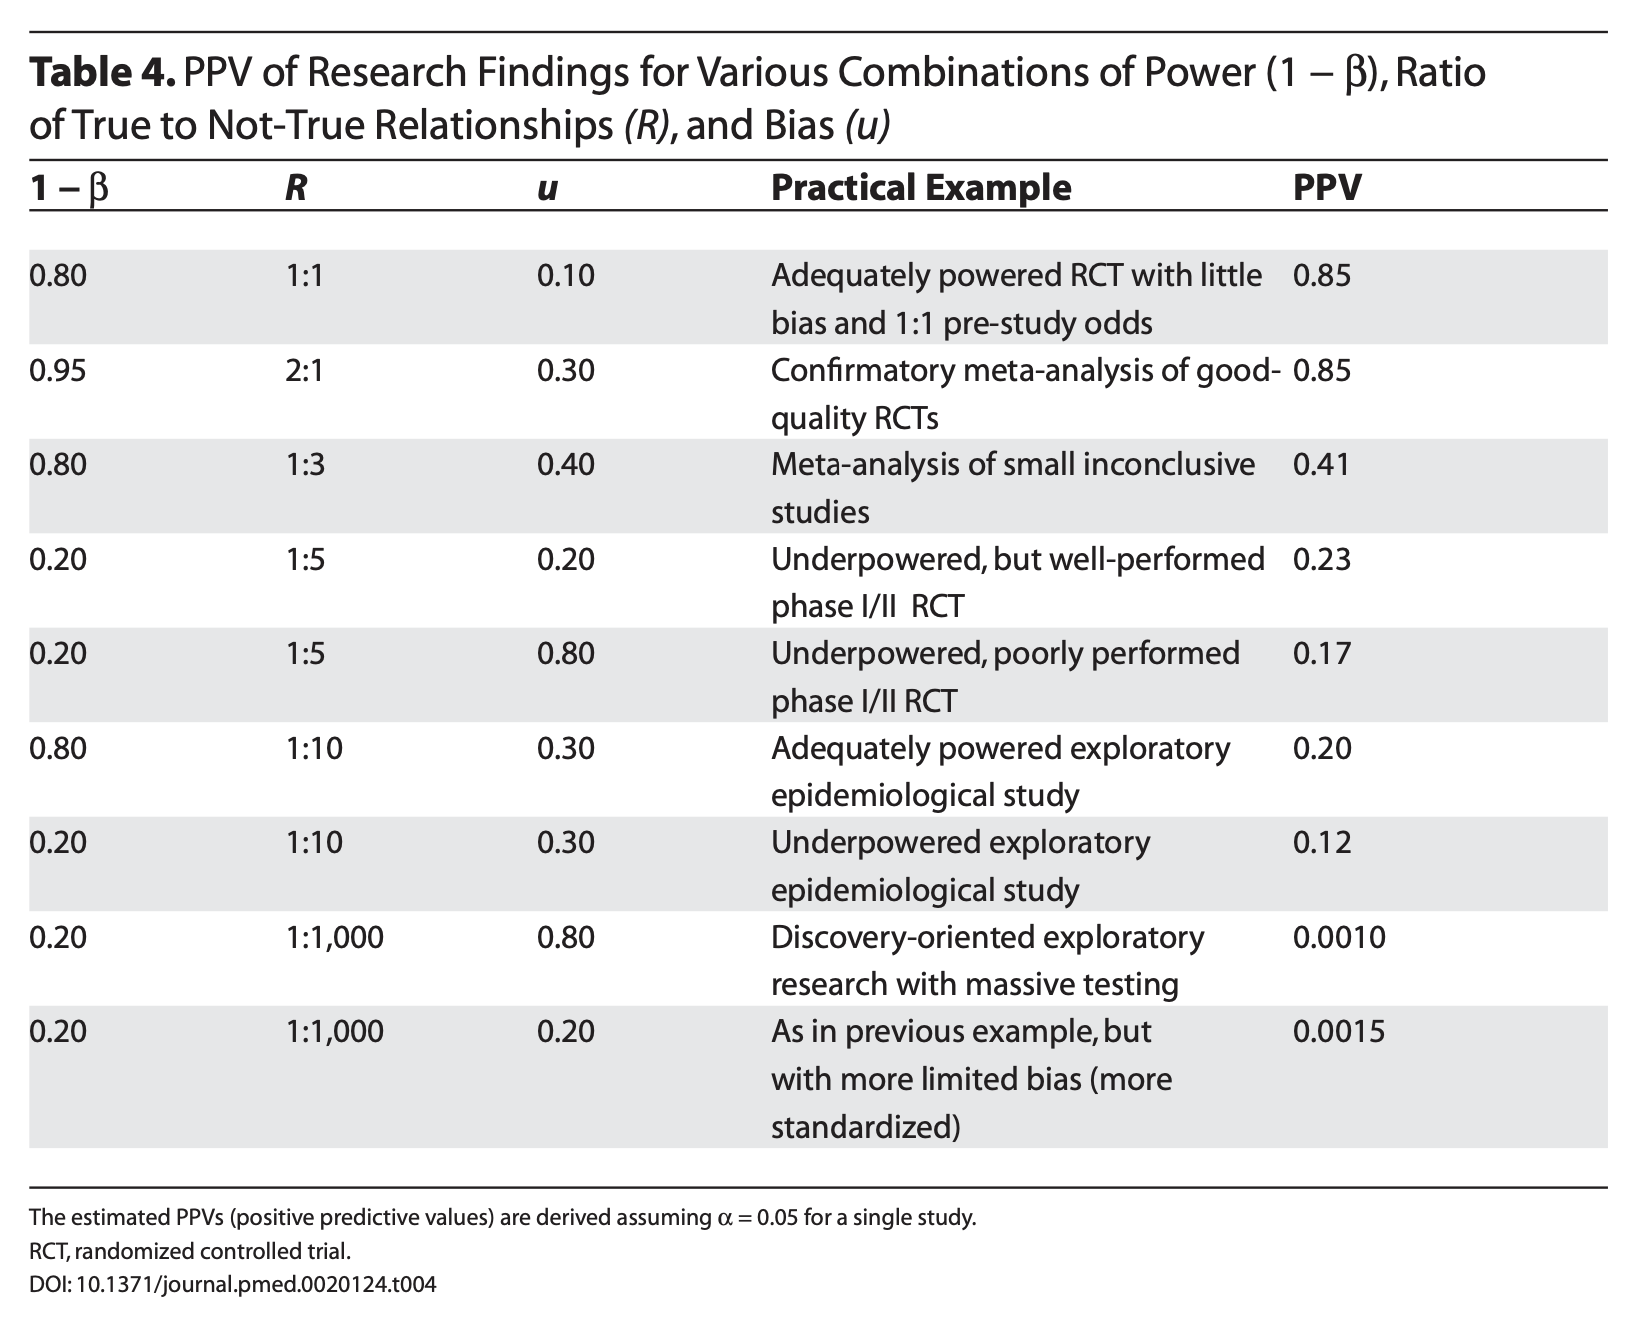 Table 4. PPV of Research Findings for Various Combinations of Power (1 – β), Ratio
of True to Not-True Relationships (R), and Bias (u)
1 – β R u Practical Example PPV
0.80 1:1 0.10 Adequately powered RCT with little 0.85
bias and 1:1 pre-study odds
0.95 2:1 0.30 Confirmatory meta-analysis of good- 0.85
quality RCTs
0.80 1:3 0.40 Meta-analysis of small inconclusive 0.41
studies
0.20 1:5 0.20 Underpowered, but well-performed 0.23
phase I/II RCT
0.20 1:5 0.80 Underpowered, poorly performed 0.17
phase I/II RCT
0.80 1:10 0.30 Adequately powered exploratory 0.20
epidemiological study
0.20 1:10 0.30 Underpowered exploratory 0.12
epidemiological study
0.20 1:1,000 0.80 Discovery-oriented exploratory 0.0010
research with massive testing
0.20 1:1,000 0.20 As in previous example, but 0.0015
with more limited bias (more
standardized)
The estimated PPVs (positive predictive values) are derived assuming α = 0.05 for a single study.
RCT, randomized controlled trial.
DOI: 10.1371/journal.pmed.0020124.t004